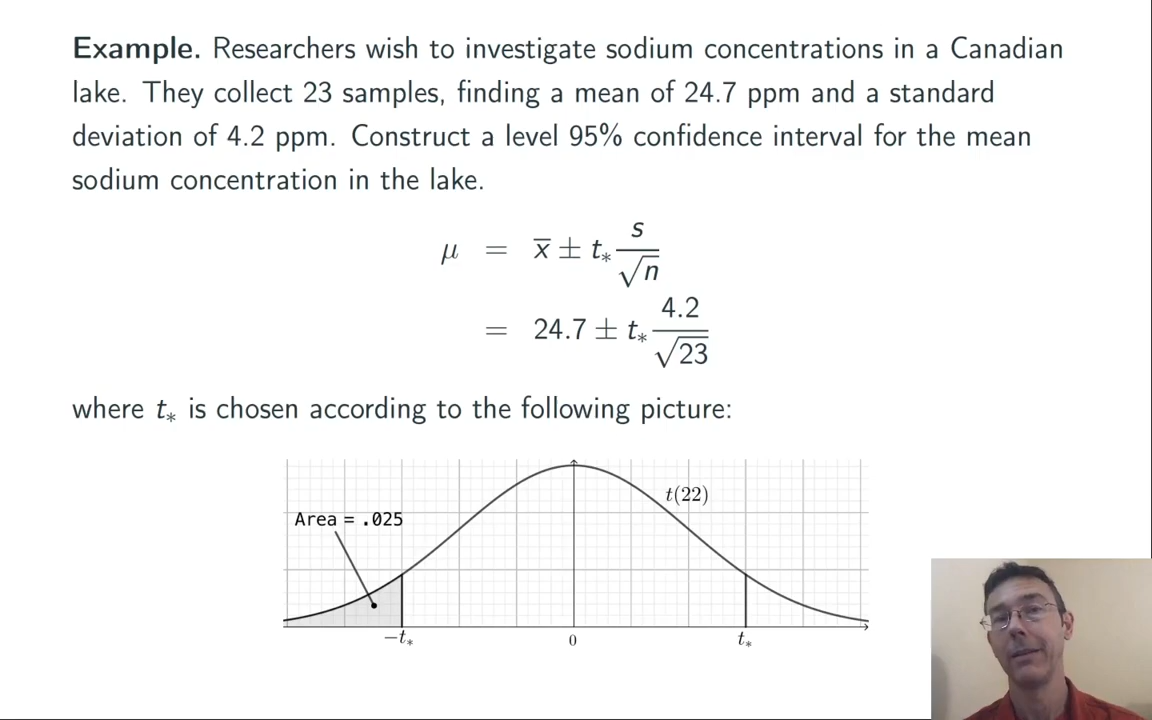 Example. Researchers wish to investigate sodium concentrations in a Canadian
lake. They collect 23 samples, finding a mean of 24.7 ppm and a standard
deviation of 4.2 ppm. Construct a level 95% confidence interval for the mean
sodium concentration in the lake.
μ = x̅ ± t∗ s/√n
= 24.7 ± t∗ 4.2/√23
where t∗ is chosen according to the following picture:
t(22)
Area = .025
−t∗ 0 t∗